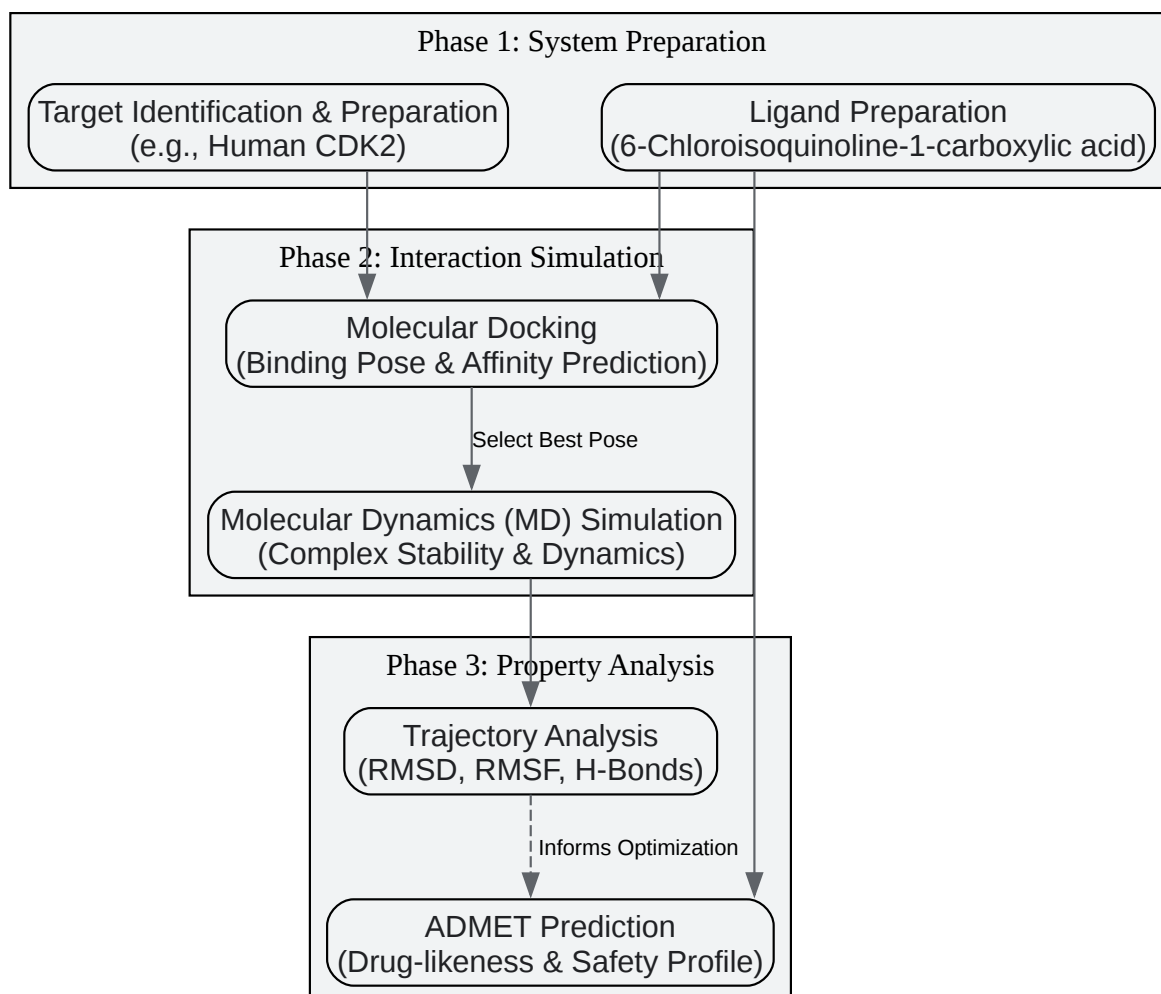 Phase 1: System Preparation
Target Identification & Preparation
(e.g., Human CDK2)
Ligand Preparation
(6-Chloroisoquinoline-1-carboxylic acid)
Phase 2: Interaction Simulation
Molecular Docking
(Binding Pose & Affinity Prediction)
Select Best Pose
Molecular Dynamics (MD) Simulation
(Complex Stability & Dynamics)
Phase 3: Property Analysis
Trajectory Analysis
(RMSD, RMSF, H-Bonds)
Informs Optimization
ADMET Prediction
(Drug-likeness & Safety Profile)